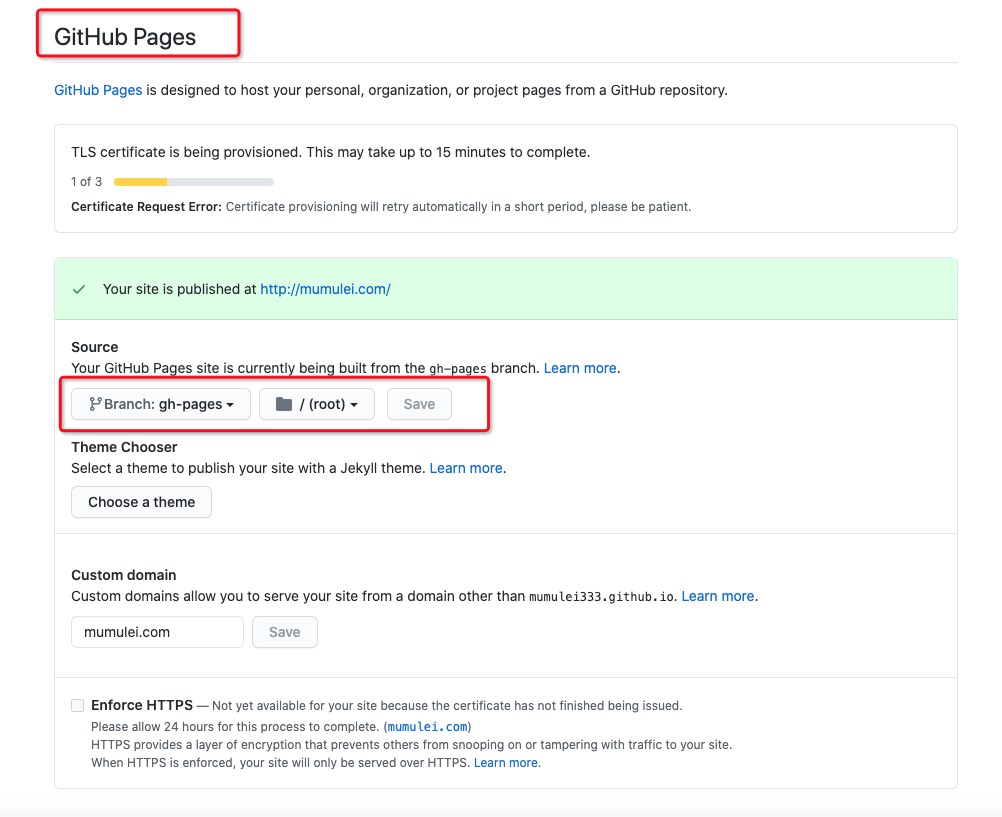 GitHub Pages
GitHub Pages is designed to host your personal, organization, or project pages from a GitHub repository.
TLS certificate is being provisioned. This may take up to 15 minutes to complete.
1 of 3
Certificate Request Error: Certificate provisioning will retry automatically in a short period, please be patient.
Your site is published at http://mumulei.com/
Source
Your GitHub Pages site is currently being built from the gh-pages branch. Learn more.
Branch: gh-pages / (root) Save
Theme Chooser
Select a theme to publish your site with a Jekyll theme. Learn more.
Choose a theme
Custom domain
Custom domains allow you to serve your site from a domain other than mumulei333.github.io. Learn more.
mumulei.com Save
Enforce HTTPS — Not yet available for your site because the certificate has not finished being issued.
Please allow 24 hours for this process to complete. (mumulei.com)
HTTPS provides a layer of encryption that prevents others from snooping on or tampering with traffic to your site.
When HTTPS is enforced, your site will only be served over HTTPS. Learn more.